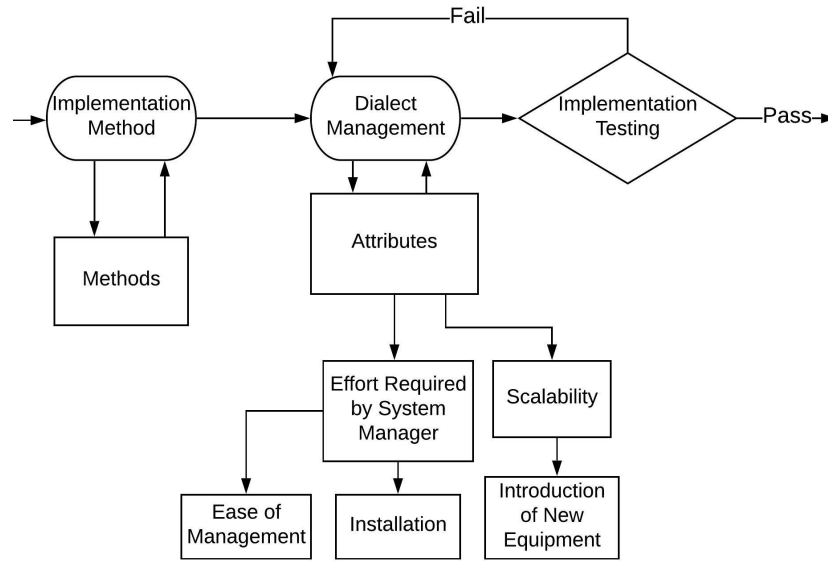 Fail
Implementation
Method
Dialect
Management
Implementation
Testing
Pass
Methods
Attributes
Effort Required
by System
Manager
Scalability
Ease of
Management
Installation
Introduction
of New
Equipment